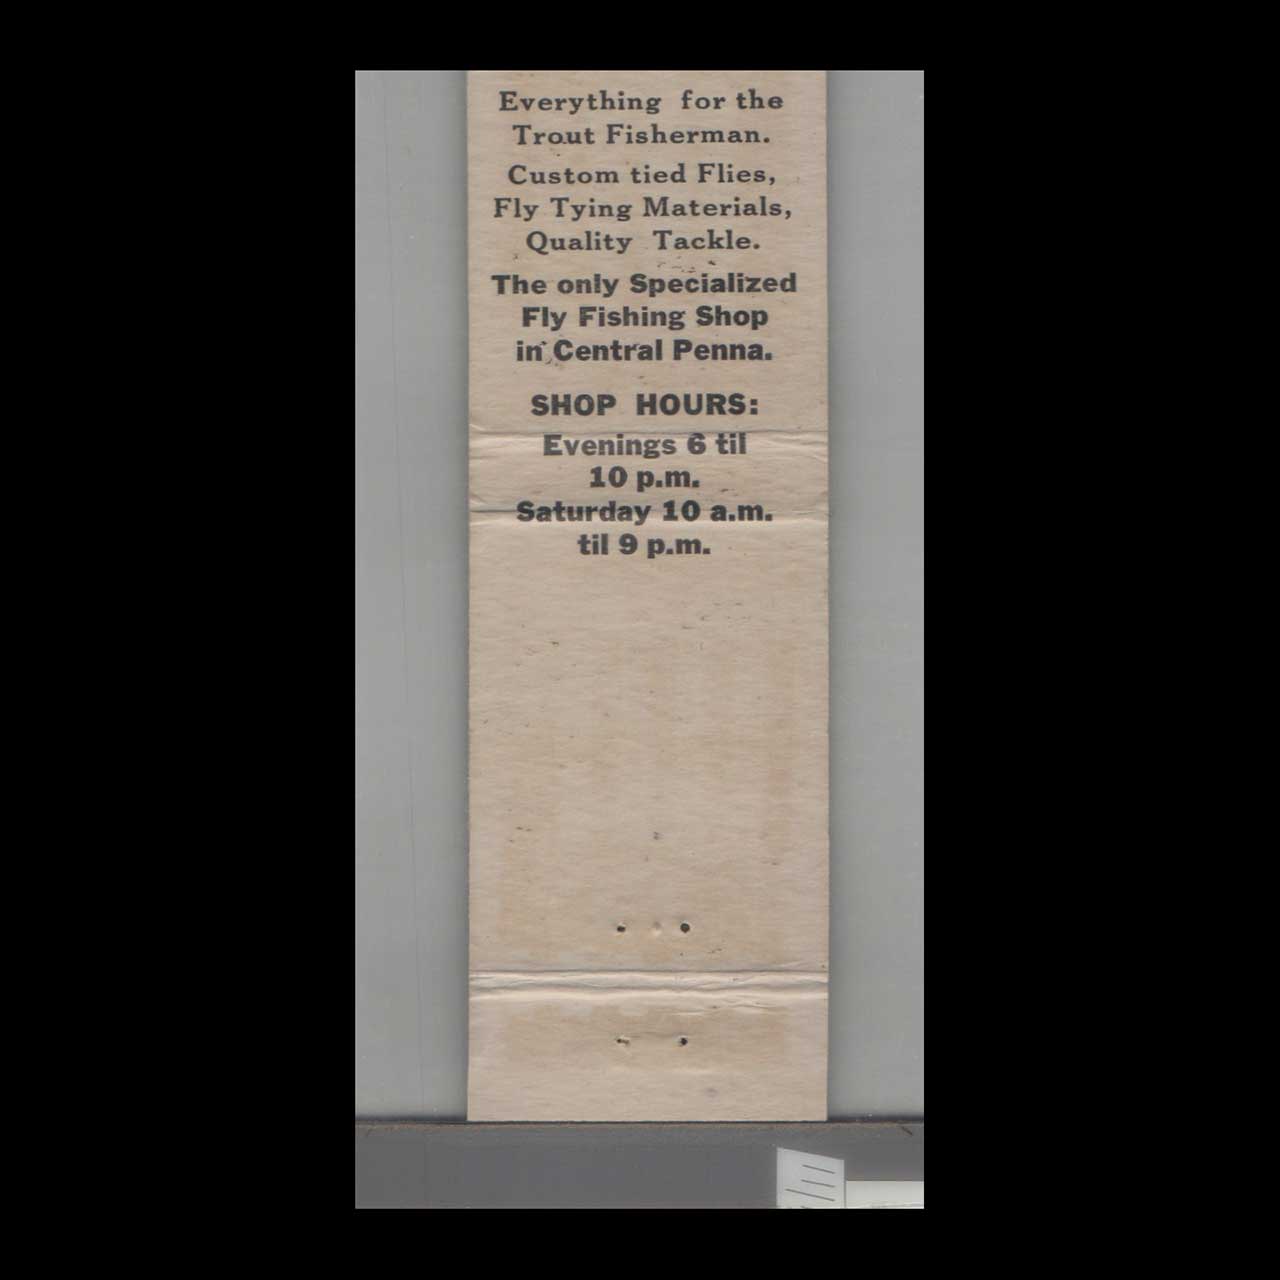 Everything for the
Trout Fisherman.
Custom tied Flies,
Fly Tying Materials,
Quality Tackle.
The only Specialized
Fly Fishing Shop
in Central Penna.
SHOP HOURS:
Evenings 6 til
10 p.m.
Saturday 10 a.m.
til 9 p.m.